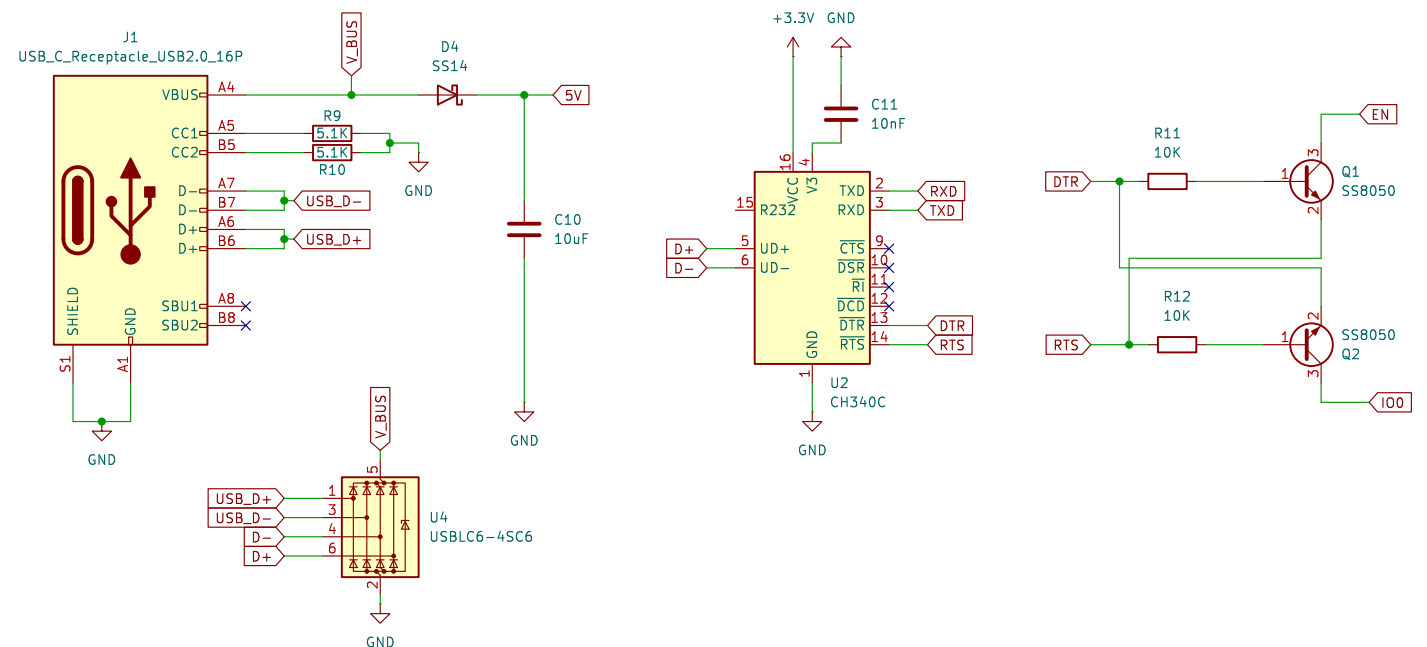 J1
USB_C_Receptacle_USB2.0_16P
V_BUS
D4
SS14
VBUS
A4
5V
CC1
A5
R9
5.1K
CC2
B5
5.1K
R10
GND
D-
A7
D-
B7
USB_D-
D+
A6
D+
B6
USB_D+
C10
10uF
SBU1
A8
SBU2
B8
SHIELD
GND
S1
A1
GND
GND
V_BUS
5
USB_D+
1
USB_D-
3
D-
4
D+
6
U4
USBLC6-4SC6
2
GND
+3.3V
GND
C11
10nF
16
4
VCC
V3
15
R232
TXD
2
RXD
RXD
3
TXD
D+
5
UD+
D-
6
UD-
CTS
9
DSR
10
RI
11
DCD
12
DTR
13
DTR
RTS
14
RTS
GND
1
U2
CH340C
GND
EN
R11
10K
DTR
1
3
2
Q1
SS8050
R12
10K
RTS
1
2
3
SS8050
Q2
IO0